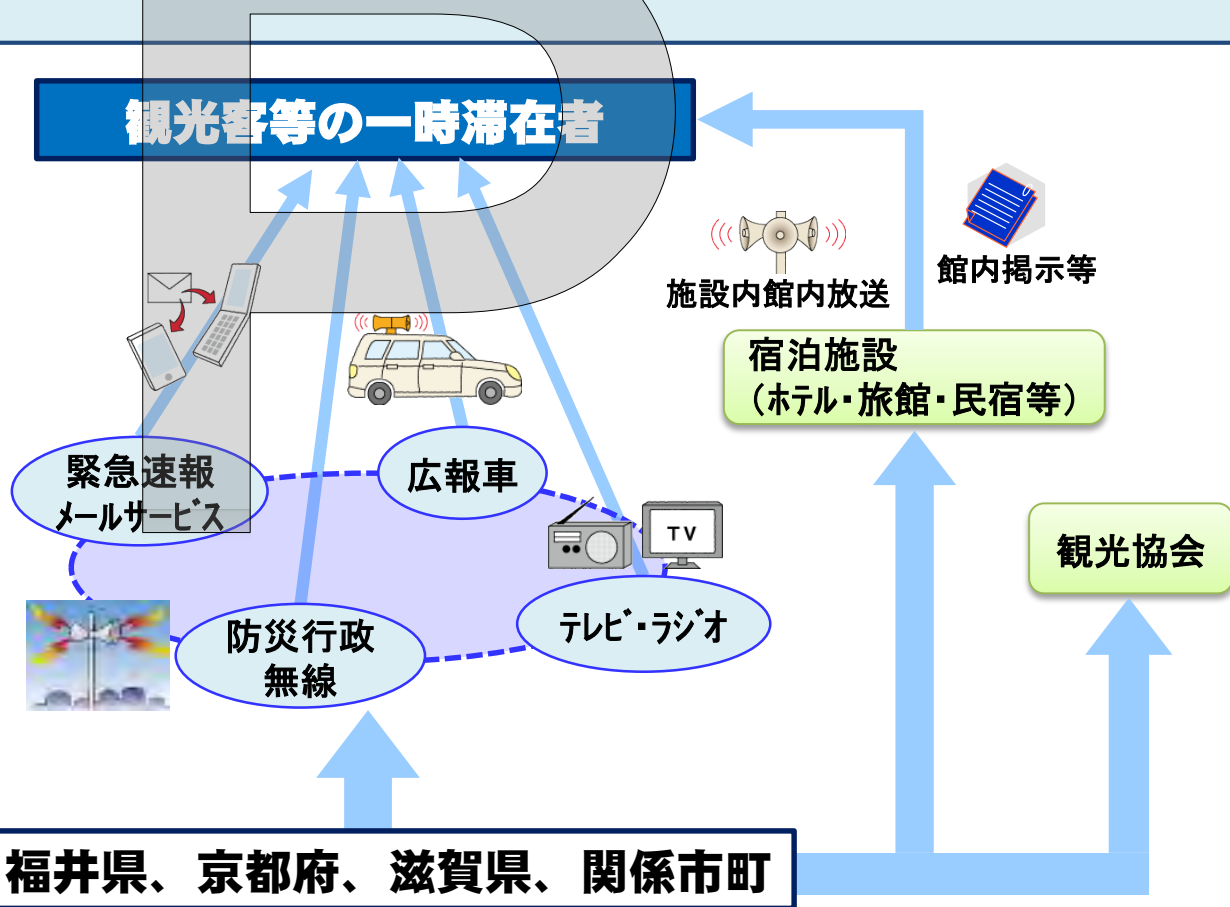 観光客等の一時滞在者
施設内館内放送
館内掲示等
宿泊施設
（ホテル・旅館・民宿等）
緊急速報
メールサービス
広報車
TV
観光協会
防災行政
無線
テレビ・ラジオ
福井県、京都府、滋賀県、関係市町
P